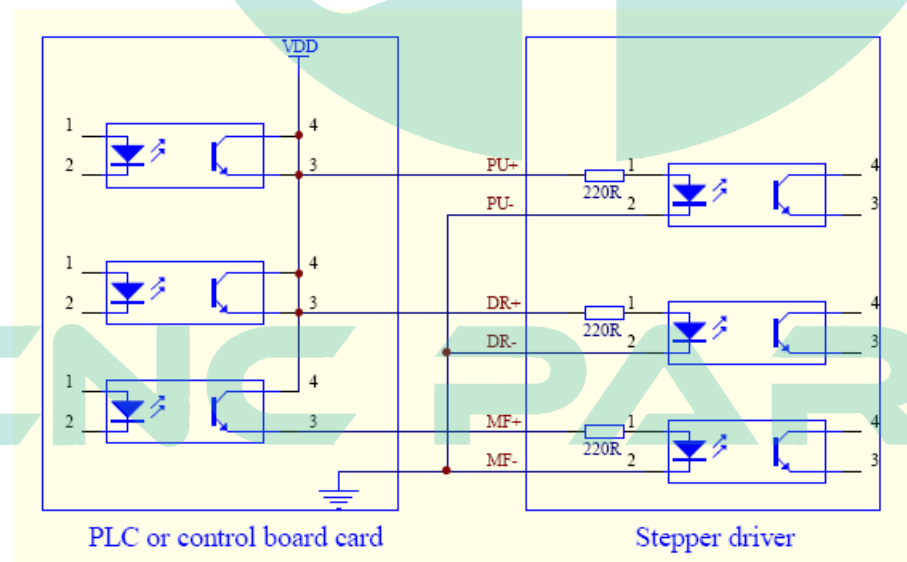 VDD
1
4
2
3
PU+
1
4
220R
PU-
2
3
1
4
2
3
DR+
1
4
220R
DR-
2
3
1
4
2
3
MF+
1
4
220R
MF-
2
3
PLC or control board card
Stepper driver
CNC PAR